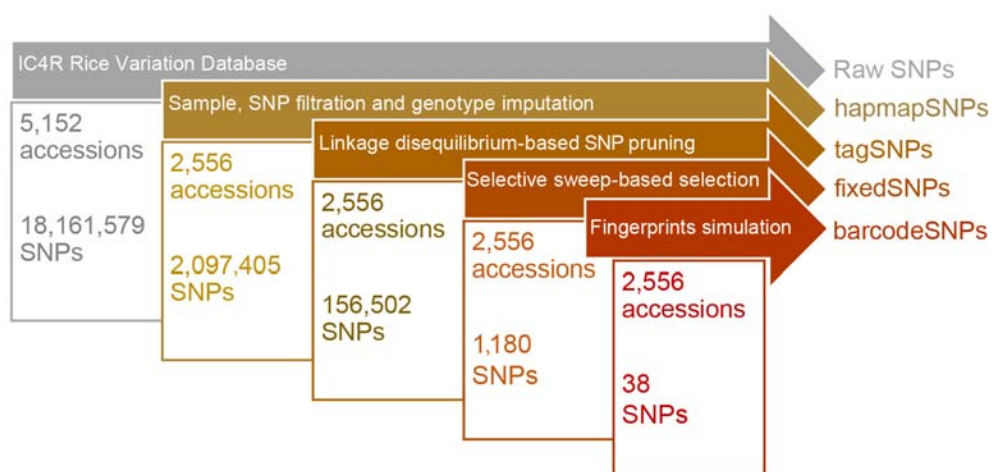 IC4R Rice Variation Database
Raw SNPs
Sample, SNP filtration and genotype imputation
hapmapSNPs
Linkage disequilibrium-based SNP pruning
tagSNPs
Selective sweep-based selection
fixedSNPs
Fingerprints simulation
barcodeSNPs
5,152
accessions
18,161,579
SNPs
2,556
accessions
2,097,405
SNPs
2,556
accessions
156,502
SNPs
2,556
accessions
1,180
SNPs
2,556
accessions
38
SNPs